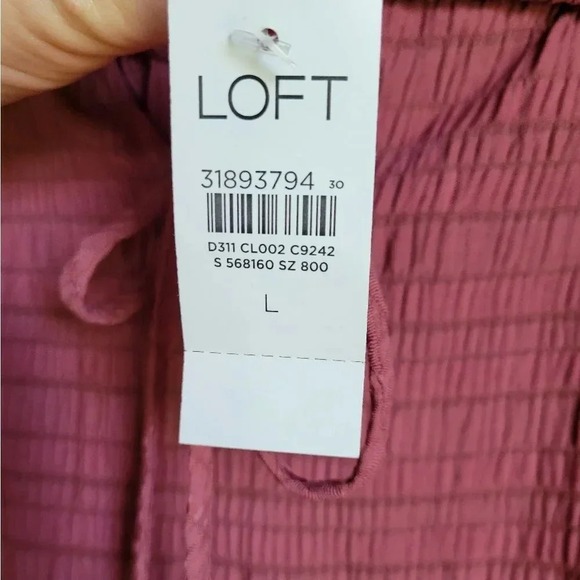 LOFT
31893794 30
D311 CL002 C9242
S 568160 SZ 800
L